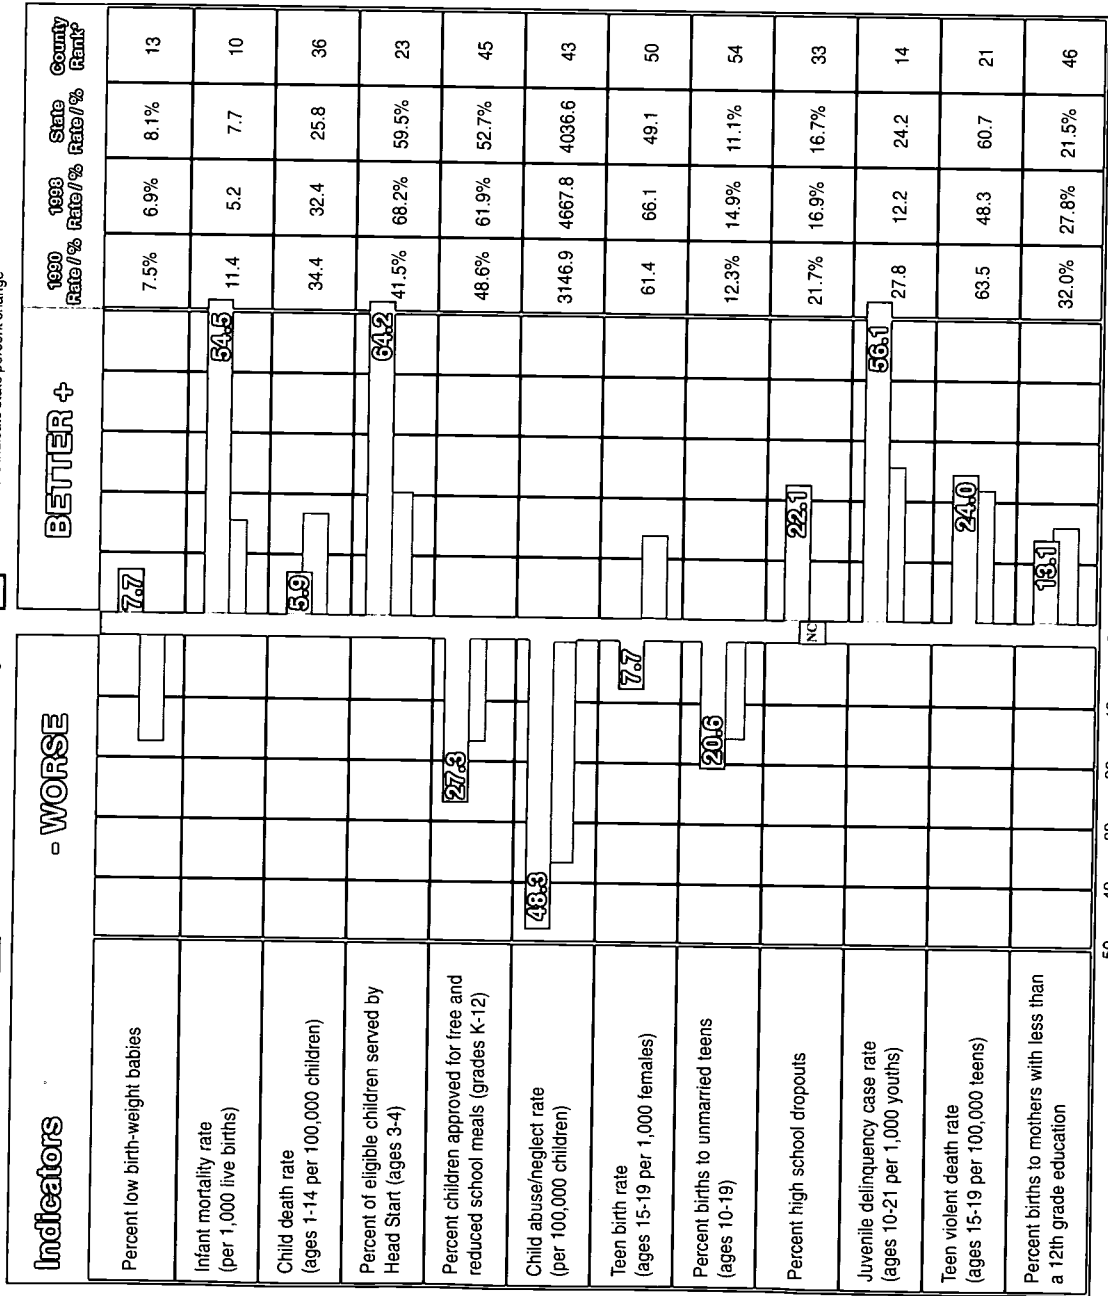 Indicators
- WORSE
BETTER +
1990 Rate / %
1998 Rate / %
State Rate / %
County Rank*
Percent low birth-weight babies
7.7
7.5%
6.9%
8.1%
13
Infant mortality rate
(per 1,000 live births)
54.5
11.4
5.2
7.7
10
Child death rate
(ages 1-14 per 100,000 children)
5.9
34.4
32.4
25.8
36
Percent of eligible children served by
Head Start (ages 3-4)
64.2
41.5%
68.2%
59.5%
23
Percent children approved for free and
reduced school meals (grades K-12)
27.3
48.6%
61.9%
52.7%
45
Child abuse/neglect rate
(per 100,000 children)
48.3
3146.9
4667.8
4036.6
43
Teen birth rate
(ages 15-19 per 1,000 females)
7.7
61.4
66.1
49.1
50
Percent births to unmarried teens
(ages 10-19)
20.6
12.3%
14.9%
11.1%
54
Percent high school dropouts
NC
22.1
21.7%
16.9%
16.7%
33
Juvenile delinquency case rate
(ages 10-21 per 1,000 youths)
56.1
27.8
12.2
24.2
14
Teen violent death rate
(ages 15-19 per 100,000 teens)
24.0
63.5
48.3
60.7
21
Percent births to mothers with less than
a 12th grade education
13.1
32.0%
27.8%
21.5%
46